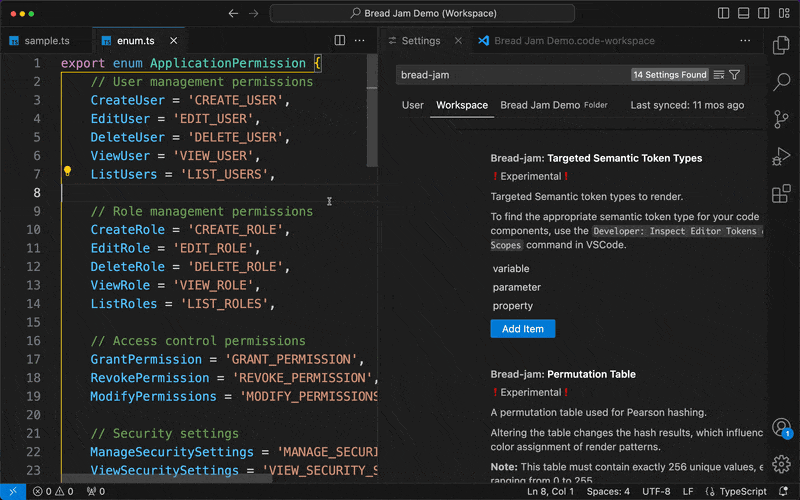 Bread Jam Demo (Workspace)
sample.ts
enum.ts
Settings
Bread Jam Demo.code-workspace
1 export enum ApplicationPermission {
2 // User management permissions
3 CreateUser = 'CREATE_USER',
4 EditUser = 'EDIT_USER',
5 DeleteUser = 'DELETE_USER',
6 ViewUser = 'VIEW_USER',
7 ListUsers = 'LIST_USERS',
8
9 // Role management permissions
10 CreateRole = 'CREATE_ROLE',
11 EditRole = 'EDIT_ROLE',
12 DeleteRole = 'DELETE_ROLE',
13 ViewRole = 'VIEW_ROLE',
14 ListRoles = 'LIST_ROLES',
15
16 // Access control permissions
17 GrantPermission = 'GRANT_PERMISSION',
18 RevokePermission = 'REVOKE_PERMISSION',
19 ModifyPermissions = 'MODIFY_PERMISSIONS
20
21 // Security settings
22 ManageSecuritySettings = 'MANAGE_SECURI
23 ViewSecuritySettings = 'VIEW_SECURITY_S
bread-jam
14 Settings Found
User Workspace Bread Jam Demo Folder Last synced: 11 mos ago
Bread-jam: Targeted Semantic Token Types
❗Experimental❗
Targeted Semantic token types to render.
To find the appropriate semantic token type for your code
components, use the Developer: Inspect Editor Tokens
Scopes command in VSCode.
variable
parameter
property
Add Item
Bread-jam: Permutation Table
❗Experimental❗
A permutation table used for Pearson hashing.
Altering the table changes the hash results, which influenc
color assignment of render patterns.
Note: This table must contain exactly 256 unique values, e
ranging from 0 to 255.
1
0 0 0 Ln 8, Col 1 Spaces: 4 UTF-8 LF {} TypeScript